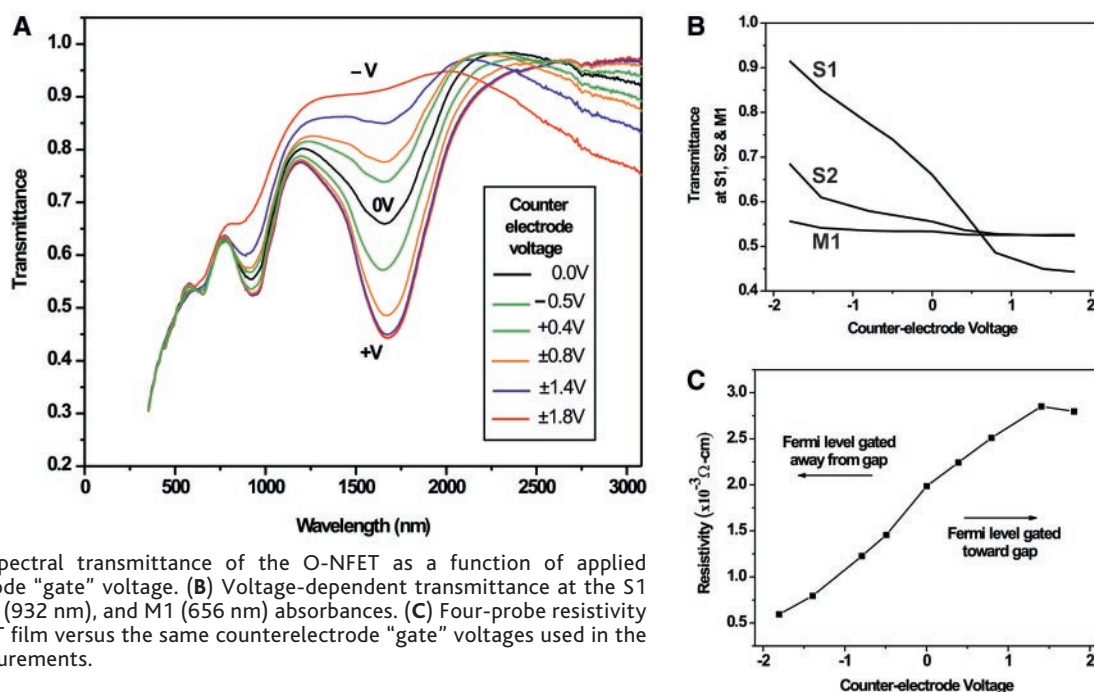 A
1.0
0.9
0.8
0.7
0.6
0.5
0.4
0.3
0.2
Transmittance
–V
0V
+V
Counter
electrode
voltage
0.0V
–0.5V
+0.4V
±0.8V
±1.4V
±1.8V
0 500 1000 1500 2000 2500 3000
Wavelength (nm)
B
1.0
0.9
0.8
0.7
0.6
0.5
0.4
Transmittance
at S1, S2 & M1
S1
S2
M1
-2 -1 0 1 2
Counter-electrode Voltage
C
3.0
2.5
2.0
1.5
1.0
0.5
Resistivity (x10⁻³Ω-cm)
Fermi level gated
away from gap
Fermi level gated
toward gap
-2 -1 0 1 2
Counter-electrode Voltage
spectral transmittance of the O-NFET as a function of applied
de “gate” voltage. (B) Voltage-dependent transmittance at the S1
(932 nm), and M1 (656 nm) absorbances. (C) Four-probe resistivity
T film versus the same counterelectrode “gate” voltages used in the
urements.